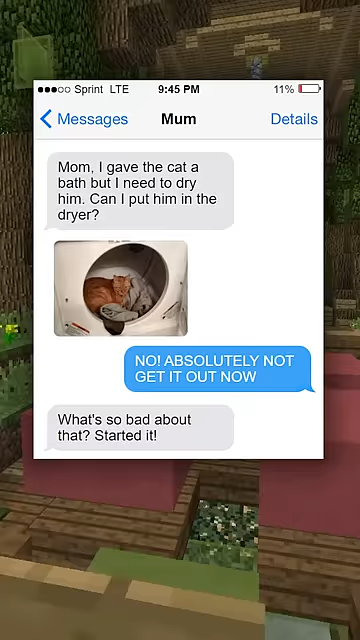 Sprint LTE 9:45 PM 11%
Messages Mum Details
Mom, I gave the cat a
bath but I need to dry
him. Can I put him in the
dryer?
NO! ABSOLUTELY NOT
GET IT OUT NOW
What's so bad about
that? Started it!